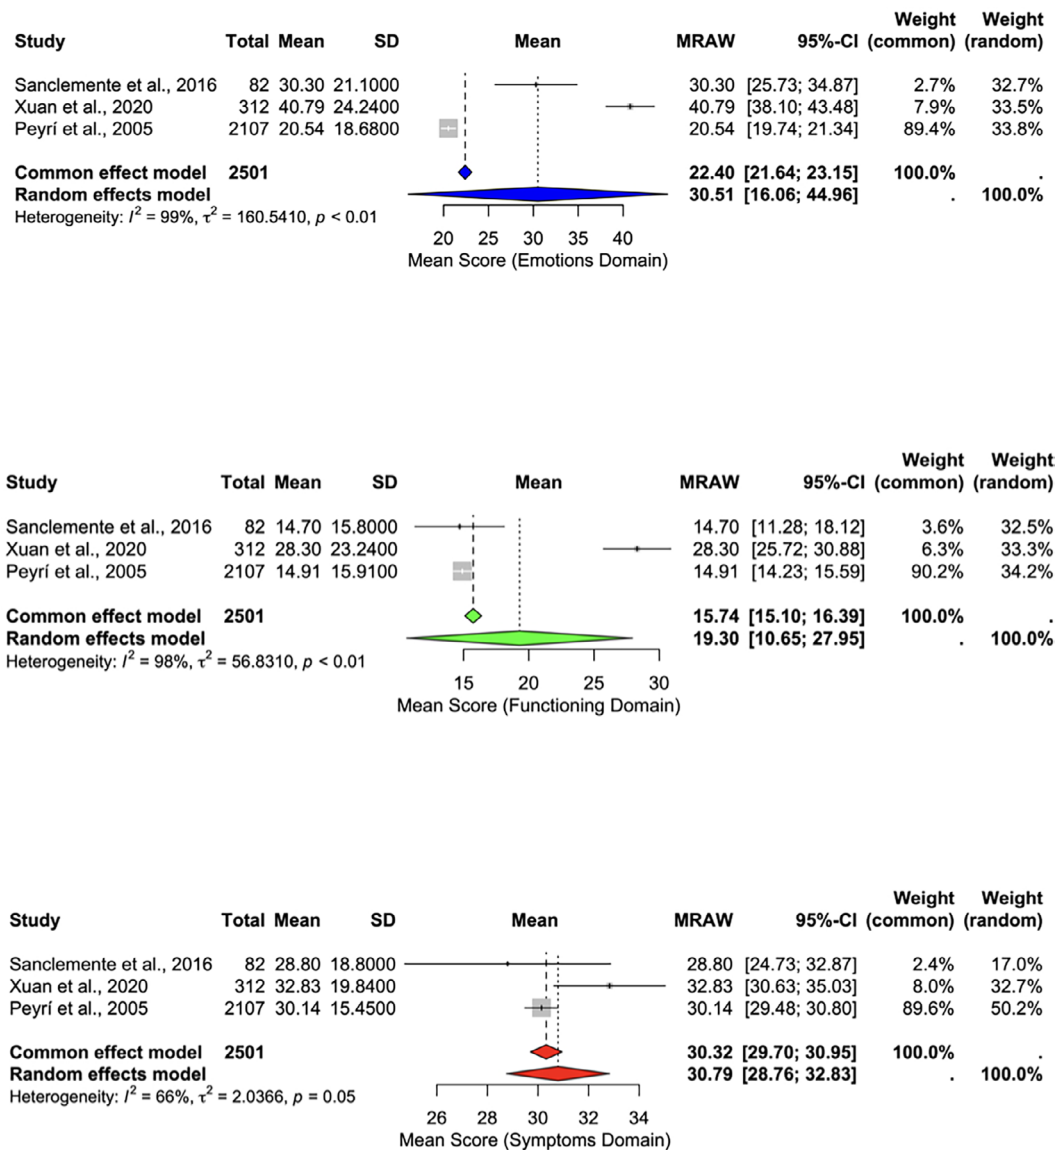 Weight Weight
Study Total Mean SD Mean MRAW 95%-CI (common) (random)
Sanclemente et al., 2016 82 30.30 21.1000 30.30 [25.73; 34.87] 2.7% 32.7%
Xuan et al., 2020 312 40.79 24.2400 40.79 [38.10; 43.48] 7.9% 33.5%
Peyrí et al., 2005 2107 20.54 18.6800 20.54 [19.74; 21.34] 89.4% 33.8%
Common effect model 2501 22.40 [21.64; 23.15] 100.0% .
Random effects model 30.51 [16.06; 44.96] . 100.0%
Heterogeneity: I² = 99%, τ² = 160.5410, p < 0.01
20 25 30 35 40
Mean Score (Emotions Domain)
Weight Weight
Study Total Mean SD Mean MRAW 95%-CI (common) (random)
Sanclemente et al., 2016 82 14.70 15.8000 14.70 [11.28; 18.12] 3.6% 32.5%
Xuan et al., 2020 312 28.30 23.2400 28.30 [25.72; 30.88] 6.3% 33.3%
Peyrí et al., 2005 2107 14.91 15.9100 14.91 [14.23; 15.59] 90.2% 34.2%
Common effect model 2501 15.74 [15.10; 16.39] 100.0% .
Random effects model 19.30 [10.65; 27.95] . 100.0%
Heterogeneity: I² = 98%, τ² = 56.8310, p < 0.01
15 20 25 30
Mean Score (Functioning Domain)
Weight Weight
Study Total Mean SD Mean MRAW 95%-CI (common) (random)
Sanclemente et al., 2016 82 28.80 18.8000 28.80 [24.73; 32.87] 2.4% 17.0%
Xuan et al., 2020 312 32.83 19.8400 32.83 [30.63; 35.03] 8.0% 32.7%
Peyrí et al., 2005 2107 30.14 15.4500 30.14 [29.48; 30.80] 89.6% 50.2%
Common effect model 2501 30.32 [29.70; 30.95] 100.0% .
Random effects model 30.79 [28.76; 32.83] . 100.0%
Heterogeneity: I² = 66%, τ² = 2.0366, p = 0.05
26 28 30 32 34
Mean Score (Symptoms Domain)